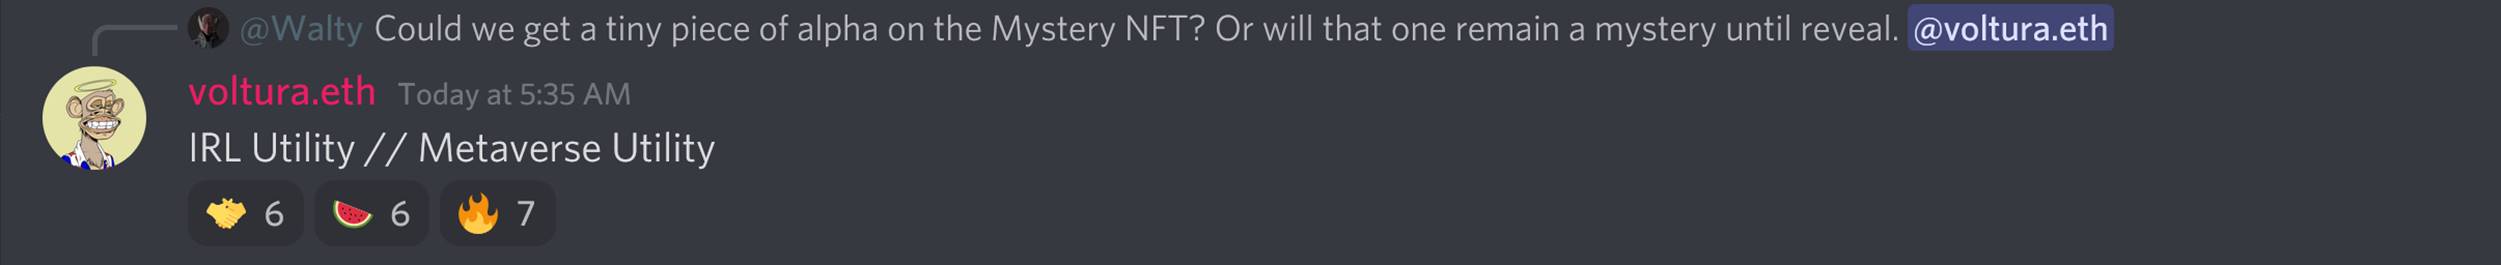 @Walty Could we get a tiny piece of alpha on the Mystery NFT? Or will that one remain a mystery until reveal. @voltura.eth
voltura.eth Today at 5:35 AM
IRL Utility // Metaverse Utility
6 6 7